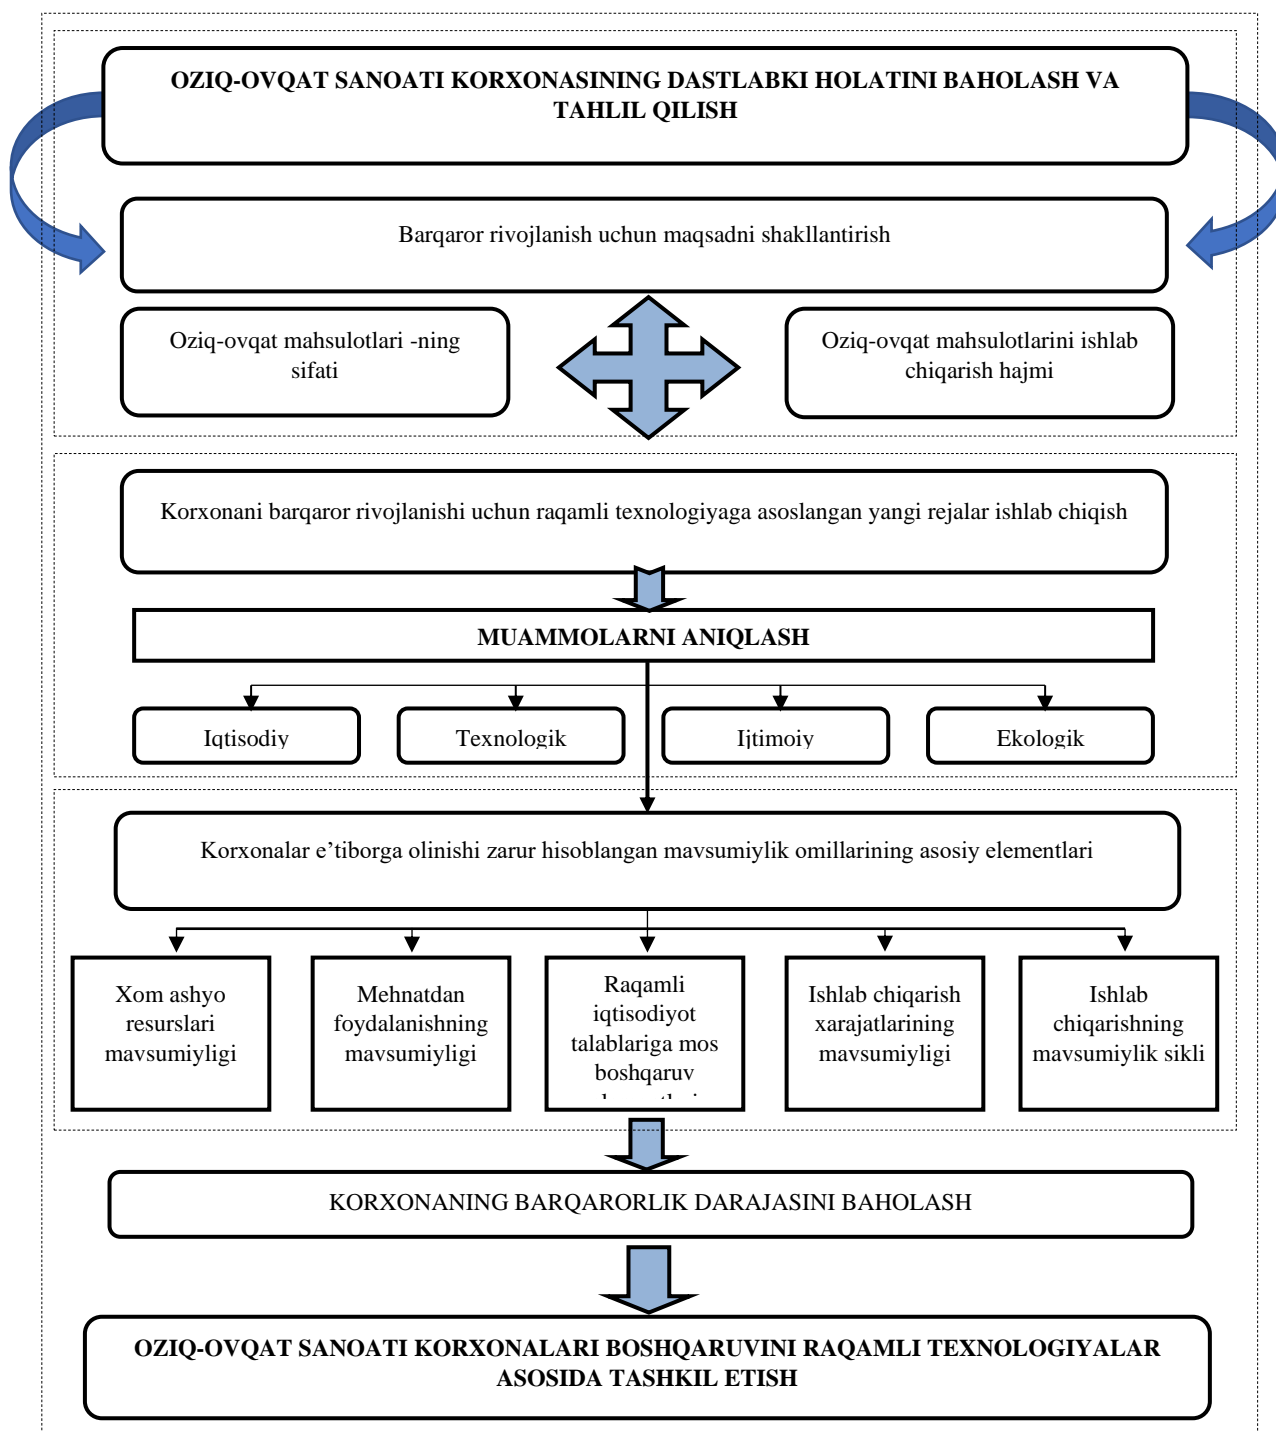 OZIQ-OVQAT SANOATI KORXONASINING DASTLABKI HOLATINI BAHOLASH VA
TAHLIL QILISH
Barqaror rivojlanish uchun maqsadni shakllantirish
Oziq-ovqat mahsulotlari -ning
sifati
Oziq-ovqat mahsulotlarini ishlab
chiqarish hajmi
Korxonani barqaror rivojlanishi uchun raqamli texnologiyaga asoslangan yangi rejalar ishlab chiqish
MUAMMOLARNI ANIQLASH
Iqtisodiy
Texnologik
Ijtimoiy
Ekologik
Korxonalar e’tiborga olinishi zarur hisoblangan mavsumiylik omillarining asosiy elementlari
Xom ashyo
resurslari
mavsumiyligi
Mehnatdan
foydalanishning
mavsumiyligi
Raqamli
iqtisodiyot
talablariga mos
boshqaruv
Ishlab chiqarish
xarajatlarining
mavsumiyligi
Ishlab
chiqarishning
mavsumiylik sikli
KORXONANING BARQARORLIK DARAJASINI BAHOLASH
OZIQ-OVQAT SANOATI KORXONALARI BOSHQARUVINI RAQAMLI TEXNOLOGIYALAR
ASOSIDA TASHKIL ETISH